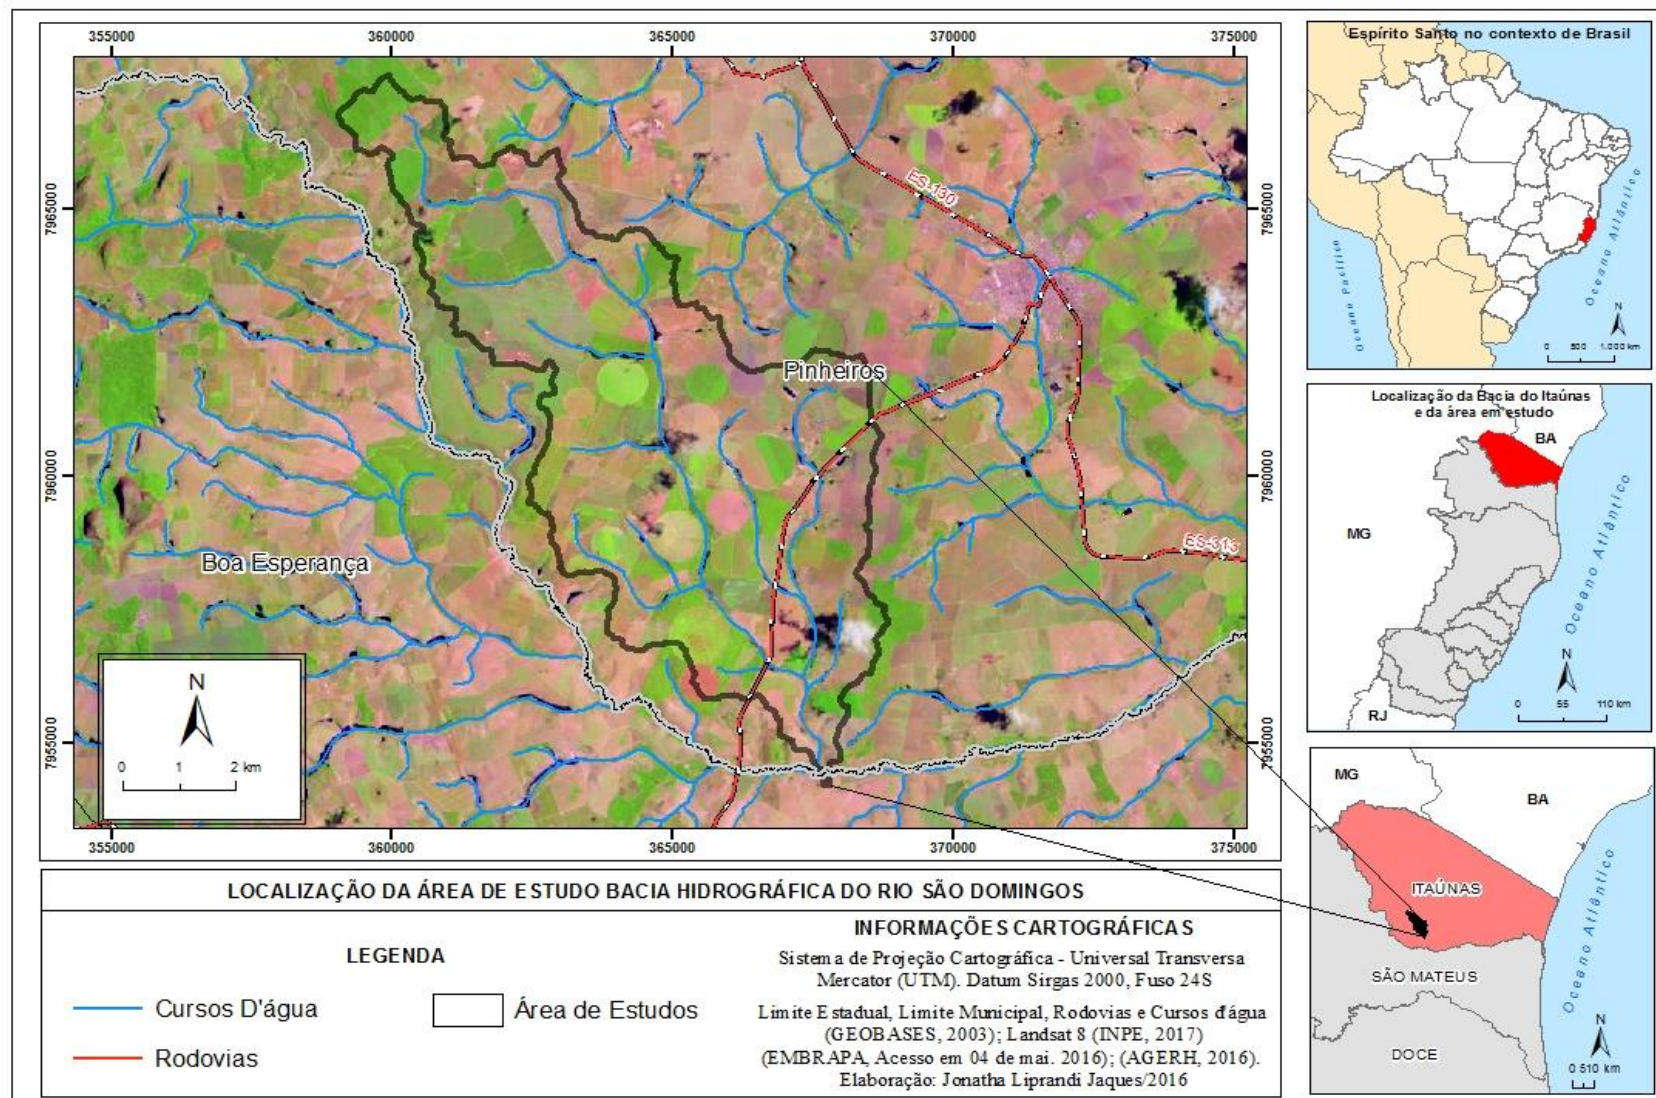 355000
360000
365000
370000
375000
7965000
7965000
ES-130
Pinheiros
7960000
7960000
Boa Esperança
ES-313
N
0 1 2 km
7955000
7955000
355000
360000
365000
370000
375000
Espírito Santo no contexto de Brasil
Oceano Pacífico
Oceano Atlântico
N
0 500 1.000 km
Localização da Bacia do Itaúnas
e da área em estudo
BA
MG
Oceano Atlântico
N
RJ
0 55 110 km
MG
BA
ITAÚNAS
Oceano Atlântico
SÃO MATEUS
N
DOCE
0 510 km
LOCALIZAÇÃO DA ÁREA DE ESTUDO BACIA HIDROGRÁFICA DO RIO SÃO DOMINGOS
LEGENDA
Cursos D'água
Área de Estudos
Rodovias
INFORMAÇÕES CARTOGRÁFICAS
Sistema de Projeção Cartográfica - Universal Transversa
Mercator (UTM). Datum Sirgas 2000, Fuso 24S
Limite Estadual, Limite Municipal, Rodovias e Cursos d'água
(GEOBASES, 2003); Landsat 8 (INPE, 2017)
(EMBRAPA, Acesso em 04 de mai. 2016); (AGERH, 2016).
Elaboração: Jonatha Liprandi Jaques/2016